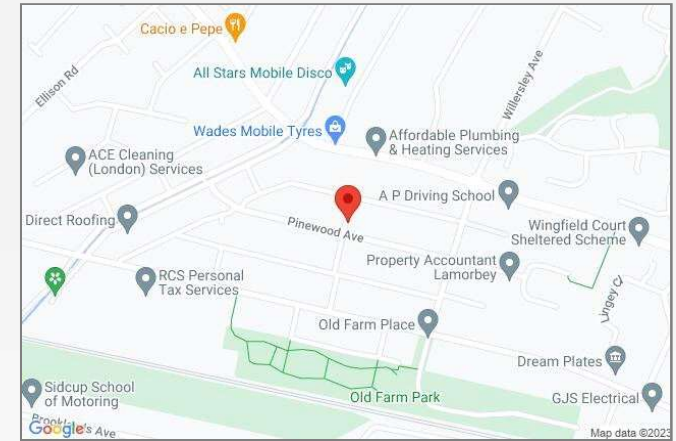 Cacio e Pepe
Ellison Rd
All Stars Mobile Disco
Willersley Ave
Wades Mobile Tyres
Affordable Plumbing
& Heating Services
ACE Cleaning
(London) Services
A P Driving School
Direct Roofing
Pinewood Ave
Wingfield Court
Sheltered Scheme
Property Accountant
Lamorbey
RCS Personal
Tax Services
Lingey Cl
Old Farm Place
Dream Plates
Sidcup School
of Motoring
Old Farm Park
GJS Electrical
Google
Map data ©2023